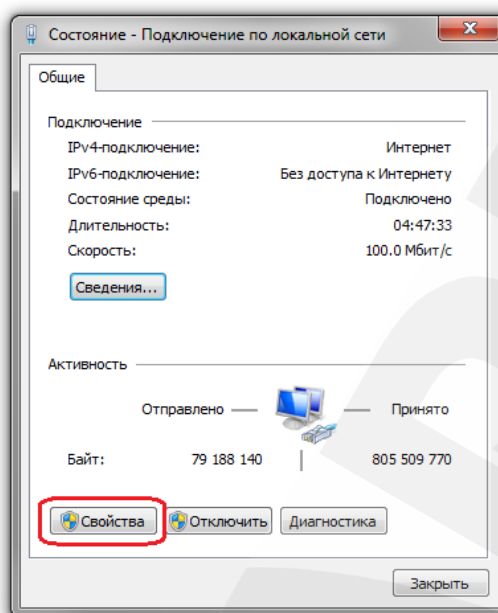 Состояние - Подключение по локальной сети
x
Общие
Подключение
IPv4-подключение: Интернет
IPv6-подключение: Без доступа к Интернету
Состояние среды: Подключено
Длительность: 04:47:33
Скорость: 100.0 Мбит/с
Сведения...
Активность
Отправлено Принято
Байт: 79 188 140 805 509 770
Свойства Отключить Диагностика
Закрыть